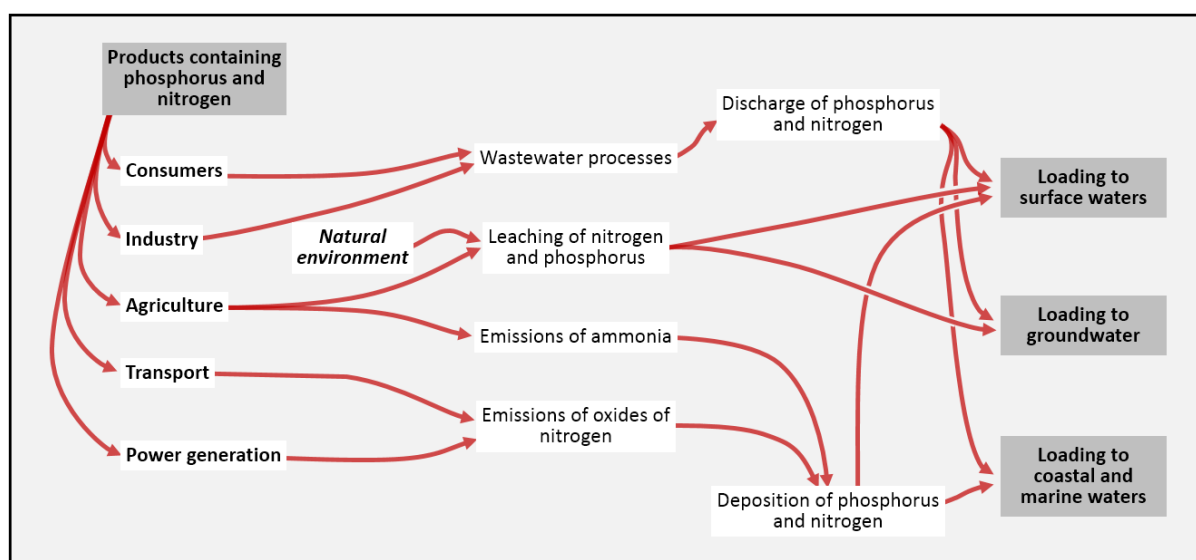 Products containing
phosphorus and
nitrogen
Consumers
Industry
Natural
environment
Agriculture
Transport
Power generation
Wastewater processes
Leaching of nitrogen
and phosphorus
Emissions of ammonia
Emissions of oxides of
nitrogen
Discharge of phosphorus
and nitrogen
Deposition of phosphorus
and nitrogen
Loading to
surface waters
Loading to
groundwater
Loading to
coastal and
marine waters